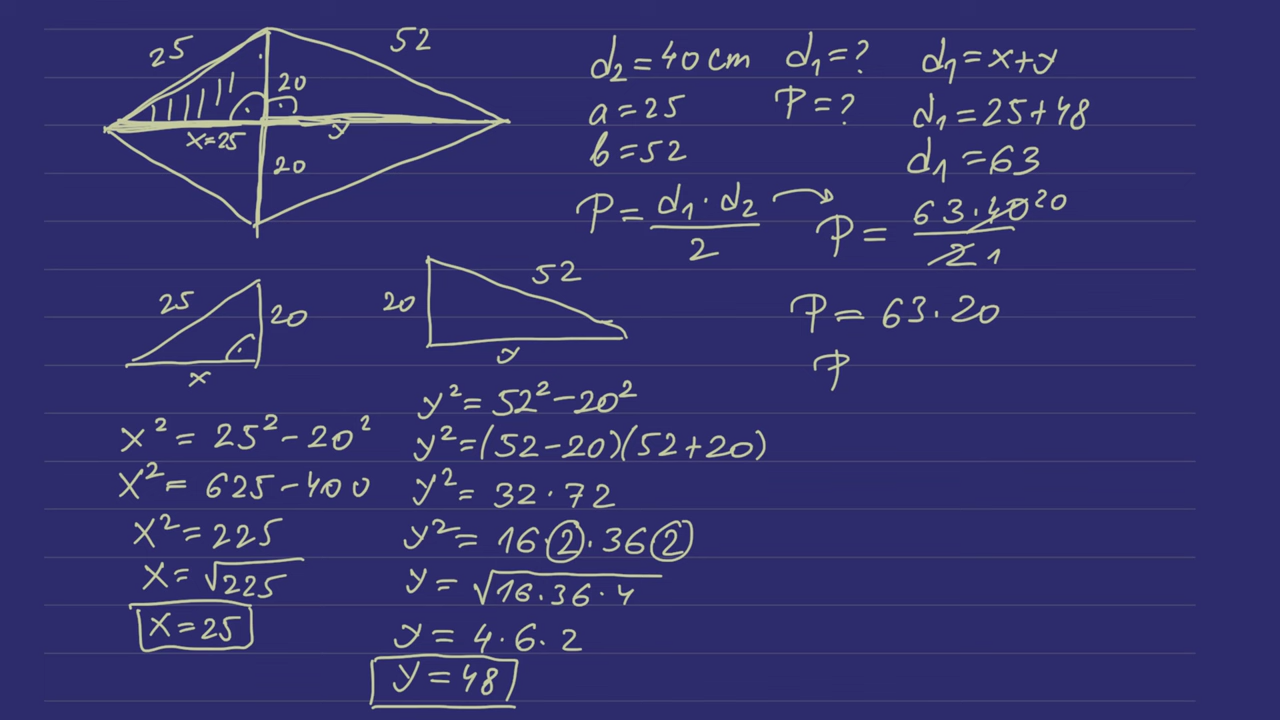 25
52
20
x=25
y
20
d₂=40cm
a=25
b=52
d₁=?
P=?
d₁=x+y
d₁=25+48
d₁=63
P=d₁·d₂/2
P=63·40 20/2 1
P=63·20
P
25
20
x
20
52
y
x²=25²-20²
x²=625-400
x²=225
x=√225
x=25
y²=52²-20²
y²=(52-20)(52+20)
y²=32·72
y²=16·2·36 2
y=√16·36·4
y=4·6·2
y=48